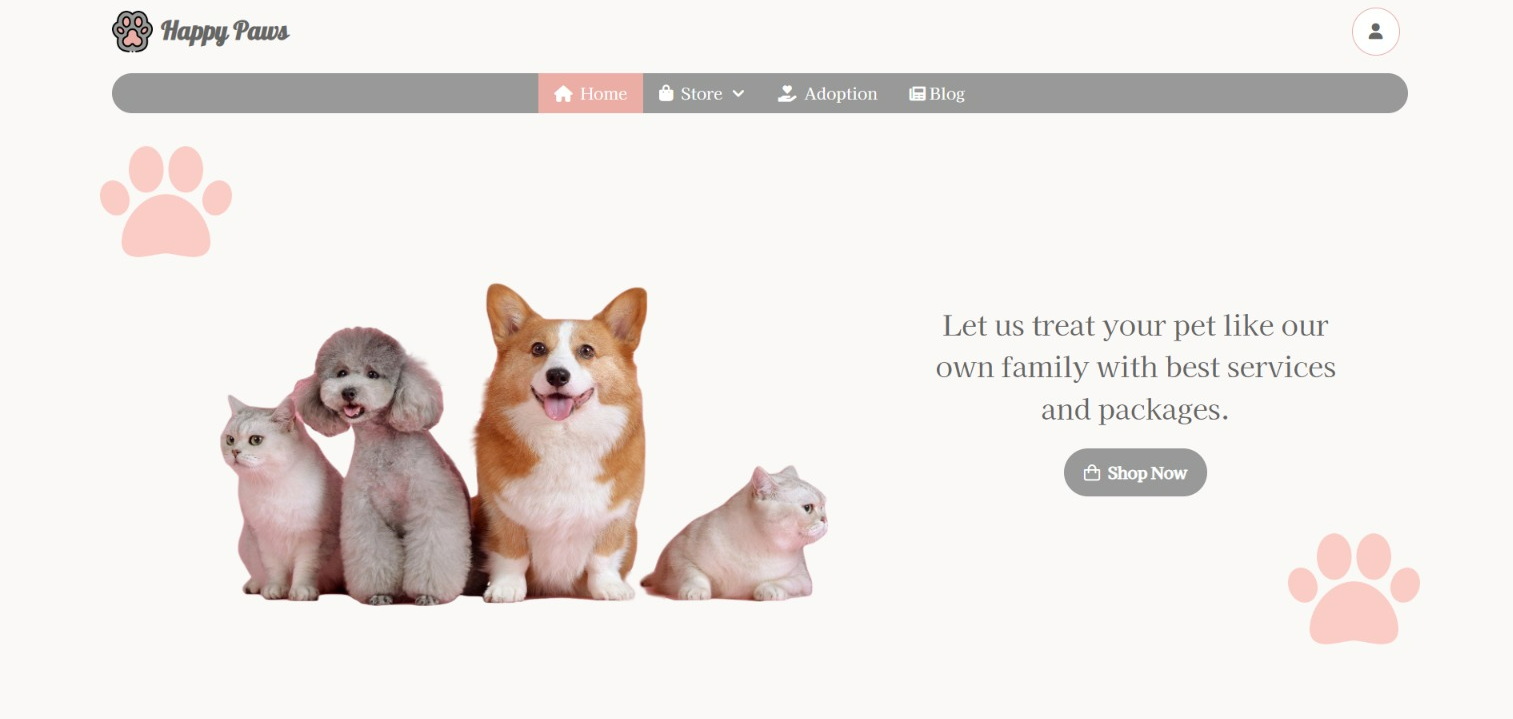 Happy Paws
Home Store Adoption Blog
Let us treat your pet like our
own family with best services
and packages.
Shop Now